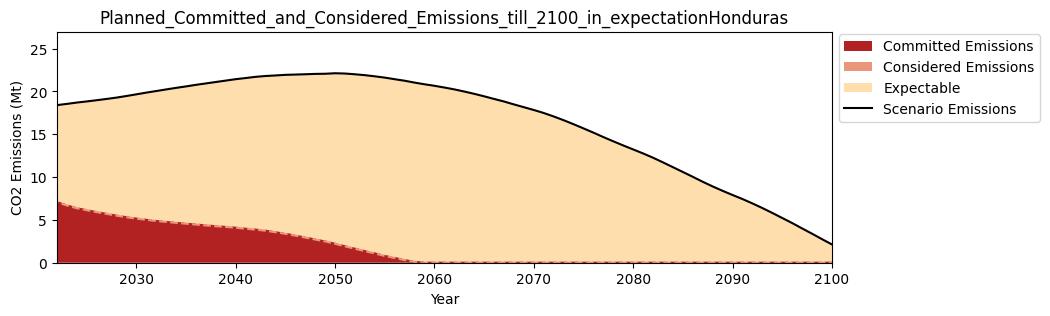 Planned_Committed_and_Considered_Emissions_till_2100_in_expectationHonduras
CO2 Emissions (Mt)
25
20
15
10
5
0
2030 2040 2050 2060 2070 2080 2090 2100
Year
Committed Emissions
Considered Emissions
Expectable
Scenario Emissions